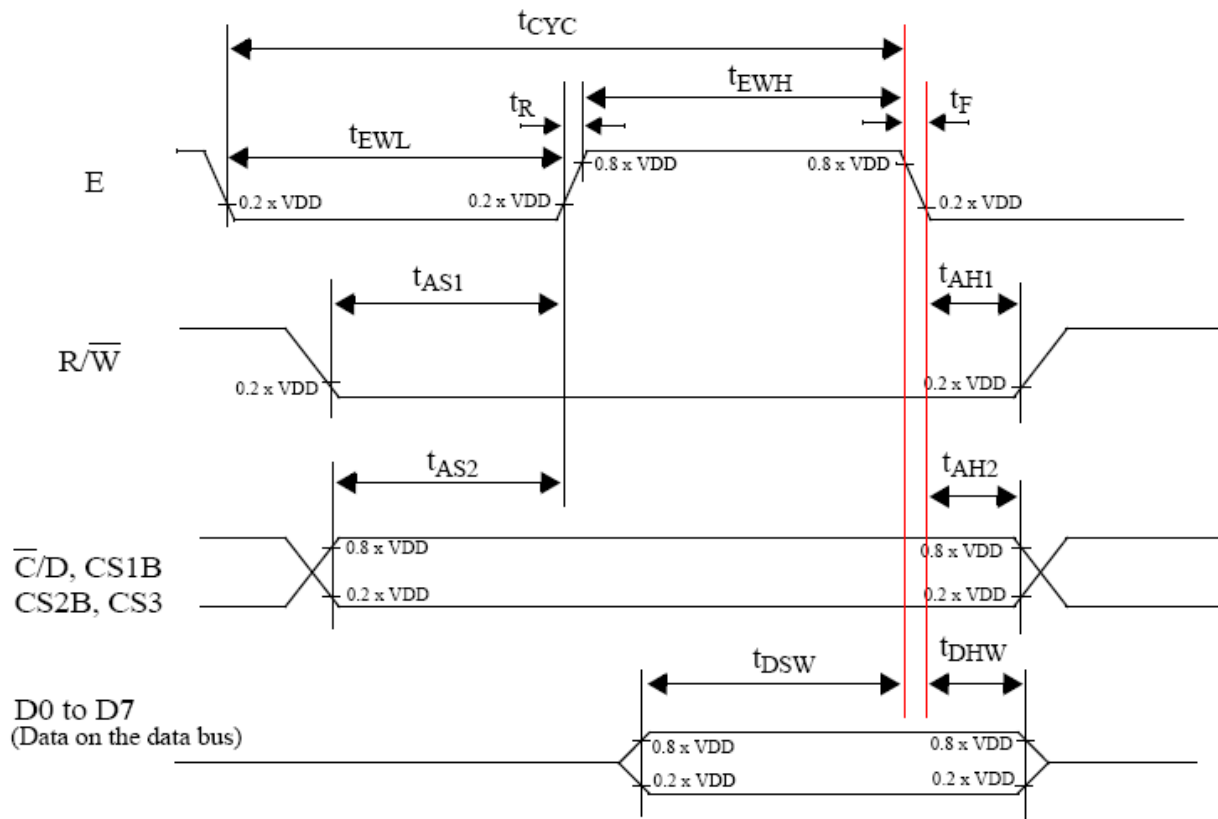 tCYC
tEWH
tR
tF
tEWL
E
0.8 x VDD
0.8 x VDD
0.2 x VDD
0.2 x VDD
0.2 x VDD
tAS1
tAH1
R/W̅
0.2 x VDD
0.2 x VDD
tAS2
tAH2
C̅/D, CS1B
CS2B, CS3
0.8 x VDD
0.8 x VDD
0.2 x VDD
0.2 x VDD
tDSW
tDHW
D0 to D7
(Data on the data bus)
0.8 x VDD
0.8 x VDD
0.2 x VDD
0.2 x VDD